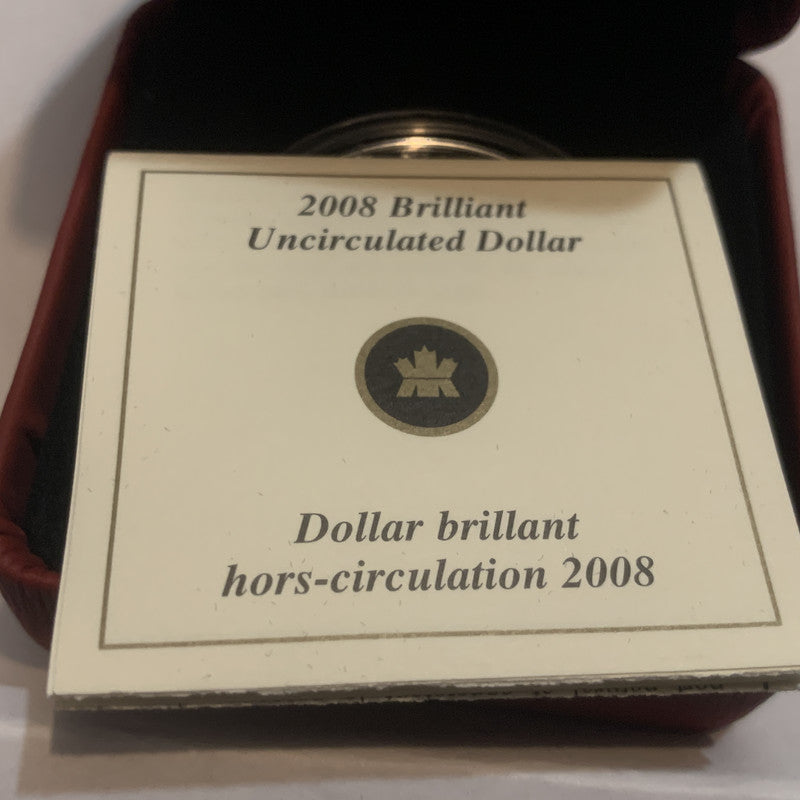 2008 Brilliant
Uncirculated Dollar
Dollar brillant
hors-circulation 2008